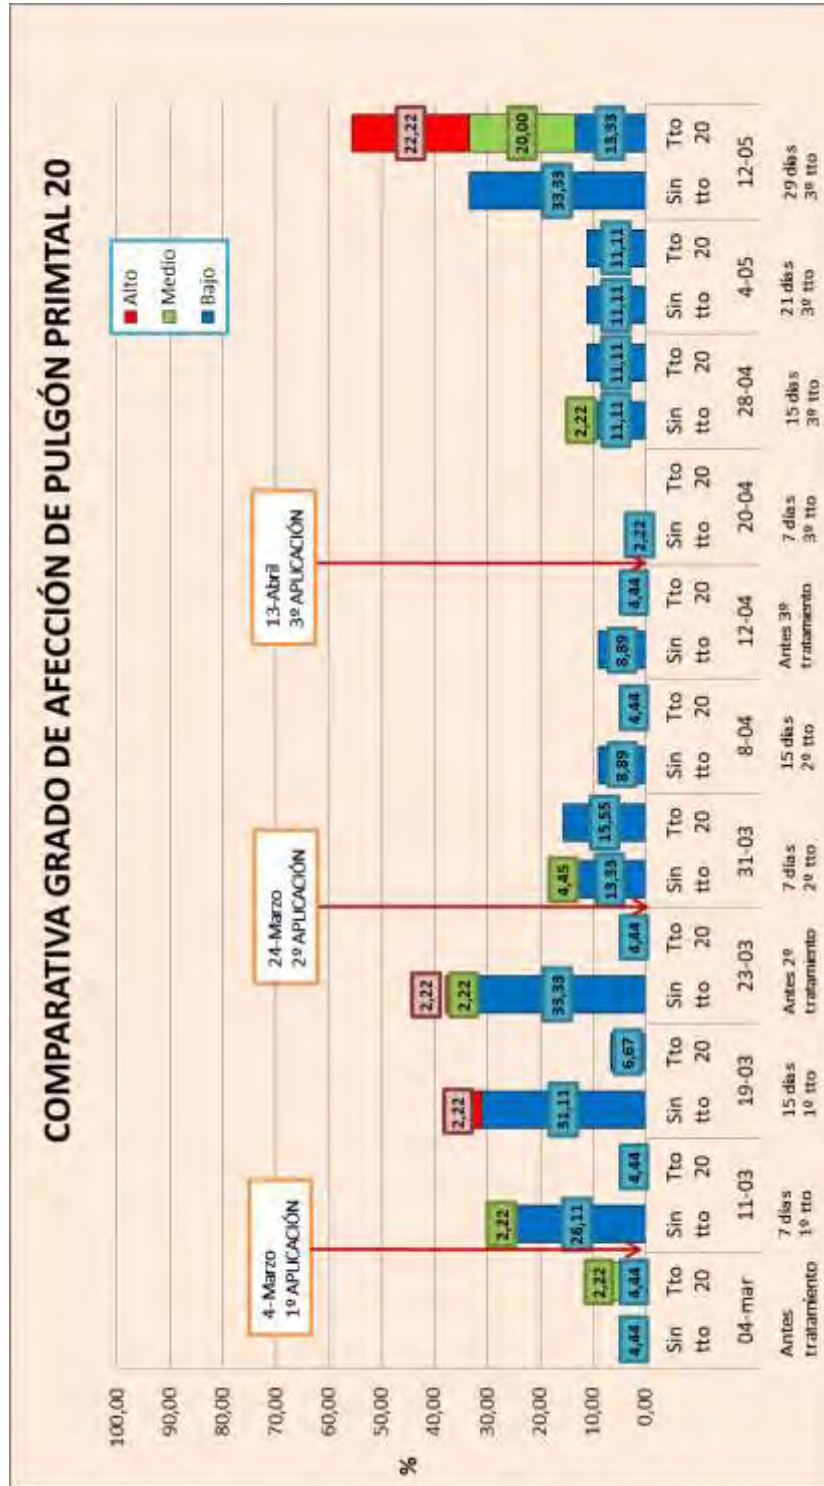 COMPARATIVA GRADO DE AFECCIÓN DE PULGÓN PRIMTAL 20
Alto
Medio
Bajo
4-Marzo
1º APLICACIÓN
24-Marzo
2º APLICACIÓN
13-Abril
3º APLICACIÓN
%
100,00
90,00
80,00
70,00
60,00
50,00
40,00
30,00
20,00
10,00
0,00
4,44
2,22
4,44
2,22
26,11
4,44
2,22
31,11
6,67
2,22
2,22
33,33
4,44
4,45
13,33
15,55
8,89
4,44
8,89
4,44
2,22
2,22
11,11
11,11
11,11
11,11
33,33
22,22
20,00
13,33
Sin tto Tto 20 Sin tto Tto 20 Sin tto Tto 20 Sin tto Tto 20 Sin tto Tto 20 Sin tto Tto 20 Sin tto Tto 20 Sin tto Tto 20 Sin tto Tto 20 Sin tto Tto 20 Sin tto Tto 20
04-mar 11-03 19-03 23-03 31-03 8-04 12-04 20-04 28-04 4-05 12-05
Antes tratamiento
7 días 1º tto
15 días 1º tto
Antes 2º tratamiento
7 días 2º tto
15 días 2º tto
Antes 3º tratamiento
7 días 3º tto
15 días 3º tto
21 días 3º tto
29 días 3º tto